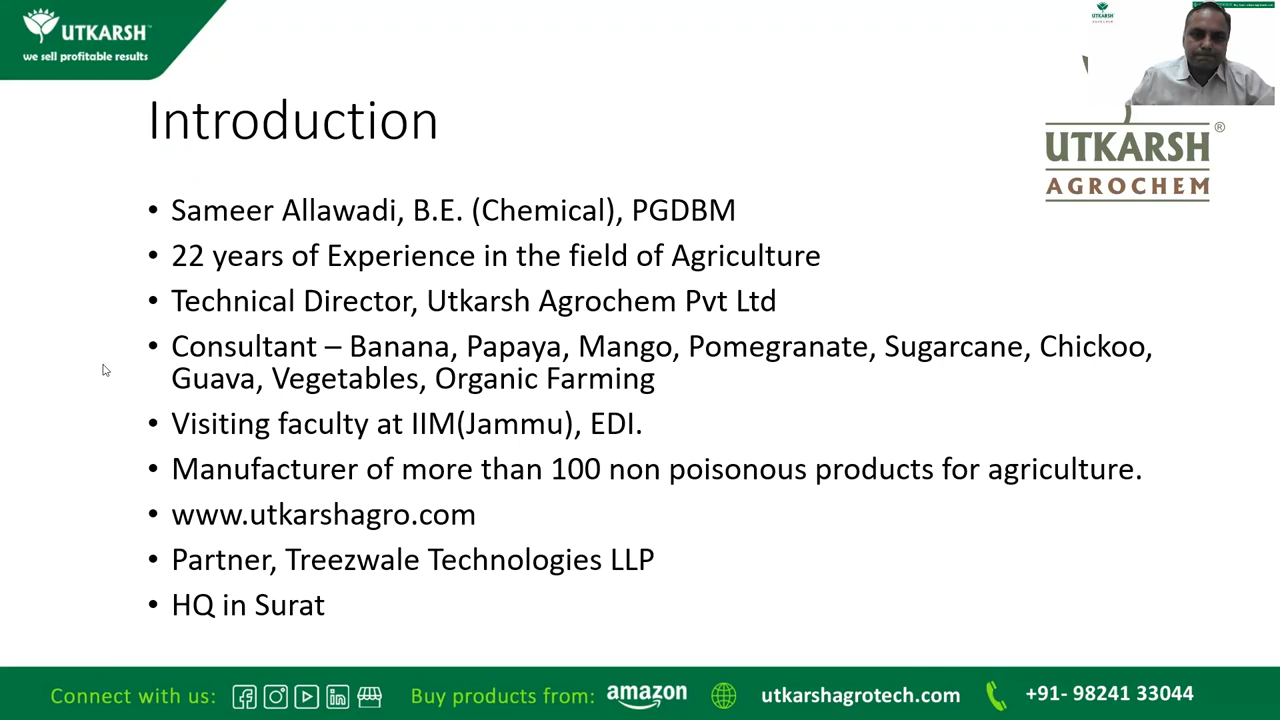 UTKARSH
we sell profitable results
Introduction
UTKARSH ®
AGROCHEM
• Sameer Allawadi, B.E. (Chemical), PGDBM
• 22 years of Experience in the field of Agriculture
• Technical Director, Utkarsh Agrochem Pvt Ltd
• Consultant – Banana, Papaya, Mango, Pomegranate, Sugarcane, Chickoo,
Guava, Vegetables, Organic Farming
• Visiting faculty at IIM(Jammu), EDI.
• Manufacturer of more than 100 non poisonous products for agriculture.
• www.utkarshagro.com
• Partner, Treezwale Technologies LLP
• HQ in Surat
Connect with us: Buy products from: amazon utkarshagrotech.com +91- 98241 33044